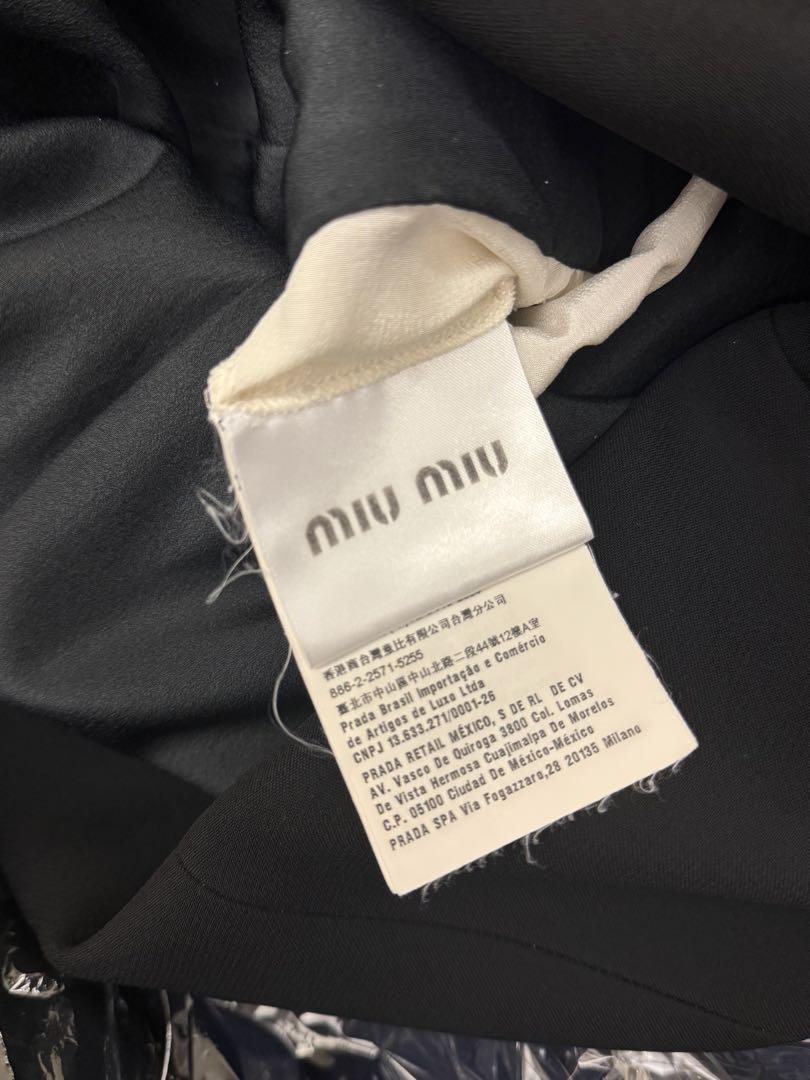 MIU MIU
香港商台灣普比有限公司台灣分公司
886-2-2571-5255
臺北市中山區中山北路二段44號12樓A室
Prada Brasil Importação e Comércio
de Artigos de Luxo Ltda
CNPJ 13.633.271/0001-26
PRADA RETAIL MÉXICO, S DE RL DE CV
AV. Vasco De Quiroga 3800 Col. Lomas
De Vista Hermosa Cuajimalpa De Morelos
C.P. 05100 Ciudad De México-México
PRADA SPA Via Fogazzaro,28 20135 Milano